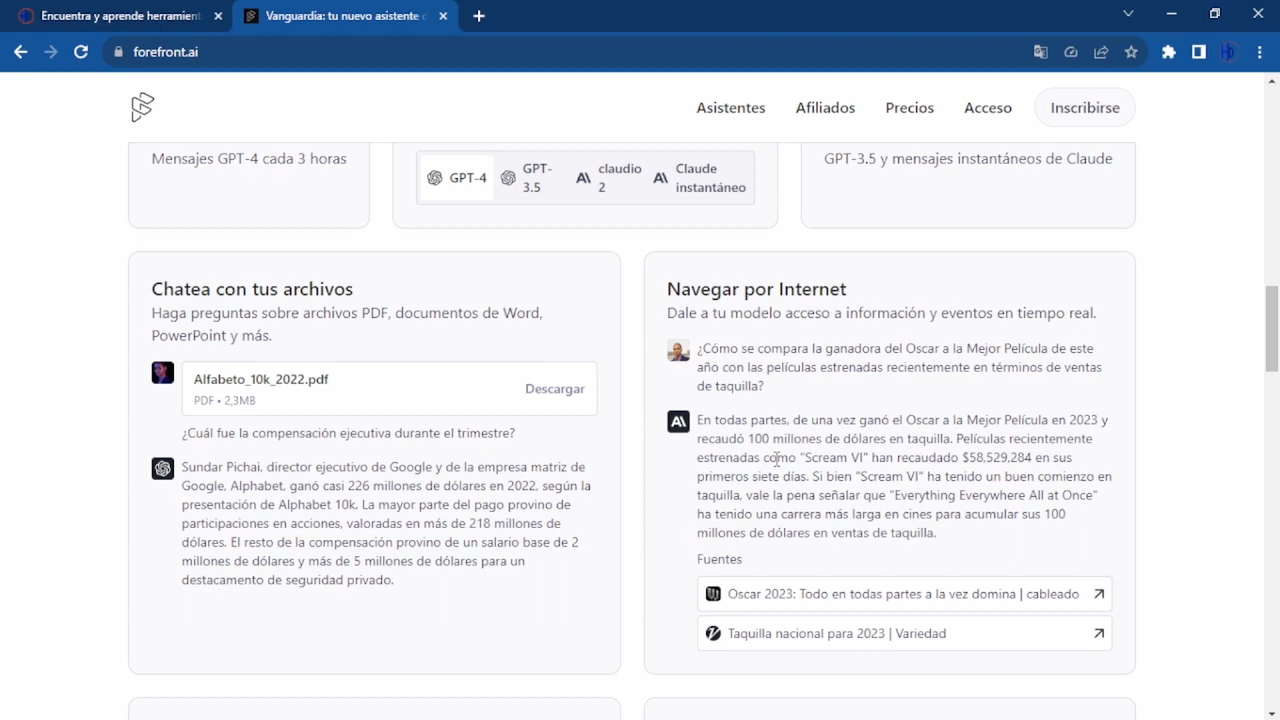 Encuentra y aprende herramient
Vanguardia: tu nuevo asistente
forefront.ai
Asistentes
Afiliados
Precios
Acceso
Inscribirse
Mensajes GPT-4 cada 3 horas
GPT-4
GPT-
3.5
claudio
2
Claude
instantáneo
GPT-3.5 y mensajes instantáneos de Claude
Chatea con tus archivos
Haga preguntas sobre archivos PDF, documentos de Word,
PowerPoint y más.
Alfabeto_10k_2022.pdf
PDF • 2,3MB
Descargar
¿Cuál fue la compensación ejecutiva durante el trimestre?
Sundar Pichai, director ejecutivo de Google y de la empresa matriz de
Google, Alphabet, ganó casi 226 millones de dólares en 2022, según la
presentación de Alphabet 10k. La mayor parte del pago provino de
participaciones en acciones, valoradas en más de 218 millones de
dólares. El resto de la compensación provino de un salario base de 2
millones de dólares y más de 5 millones de dólares para un
destacamento de seguridad privado.
Navegar por Internet
Dale a tu modelo acceso a información y eventos en tiempo real.
¿Cómo se compara la ganadora del Oscar a la Mejor Película de este
año con las películas estrenadas recientemente en términos de ventas
de taquilla?
En todas partes, de una vez ganó el Oscar a la Mejor Película en 2023 y
recaudó 100 millones de dólares en taquilla. Películas recientemente
estrenadas como "Scream VI" han recaudado $58,529,284 en sus
primeros siete días. Si bien "Scream VI" ha tenido un buen comienzo en
taquilla, vale la pena señalar que "Everything Everywhere All at Once"
ha tenido una carrera más larga en cines para acumular sus 100
millones de dólares en ventas de taquilla.
Fuentes
Oscar 2023: Todo en todas partes a la vez domina | cableado
Taquilla nacional para 2023 | Variedad